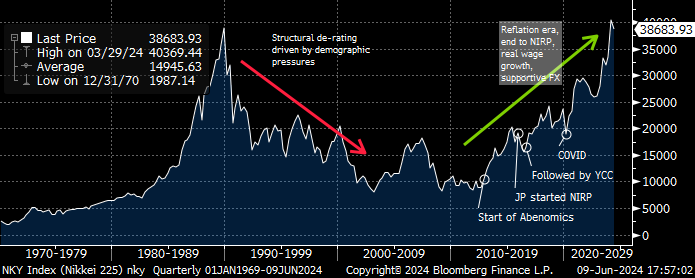 Last Price 38683.93
High on 03/29/24 40369.44
Average 14945.63
Low on 12/31/70 1987.14
Structural de-rating
driven by demographic
pressures
Reflation era,
end to NIRP,
real wage
growth,
supportive FX
40000
38683.93
35000
30000
25000
20000
15000
10000
5000
0
COVID
Followed by YCC
JP started NIRP
Start of Abenomics
1970-1979 1980-1989 1990-1999 2000-2009 2010-2019 2020-2029
NKY Index (Nikkei 225) nky Quarterly 01JAN1969-09JUN2024 Copyright© 2024 Bloomberg Finance L.P. 09-Jun-2024 17:57:02